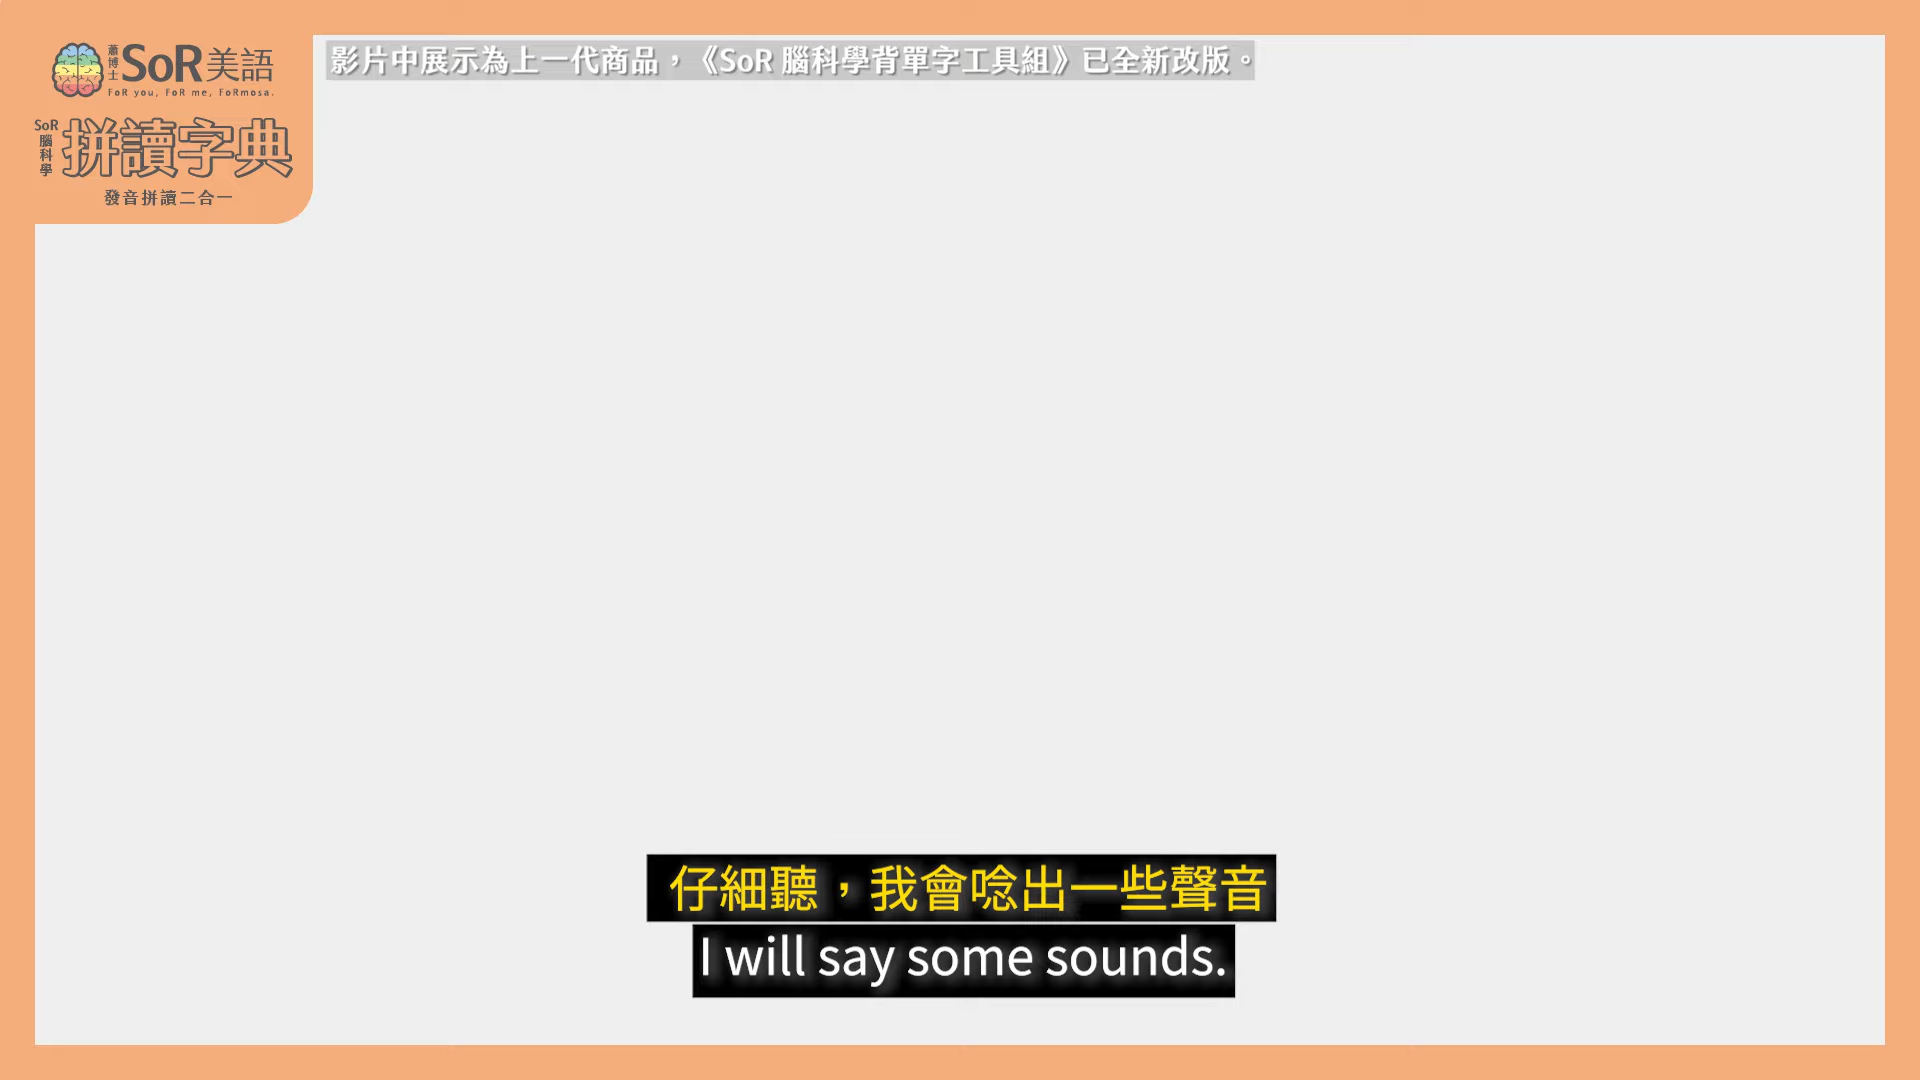 蕭博士 SoR美語
FoR you, FoR me, FoRmosa.
SoR腦科學 拼讀字典
發音拼讀二合一
影片中展示為上一代商品，《SoR 腦科學背單字工具組》已全新改版。
仔細聽，我會唸出一些聲音
I will say some sounds.